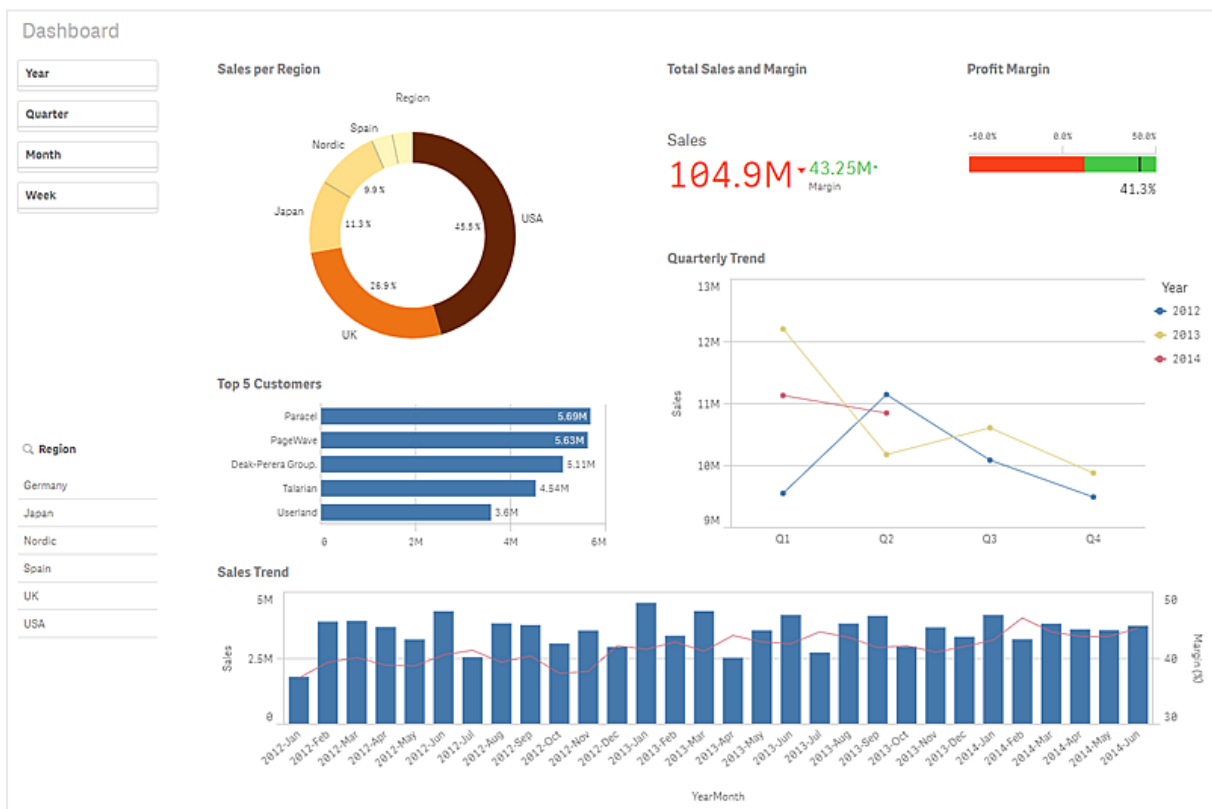 Dashboard
Year
Quarter
Month
Week
Region
Germany
Japan
Nordic
Spain
UK
USA
Sales per Region
Region
Spain
Nordic
Japan
USA
UK
9.9%
11.3%
45.5%
26.9%
Total Sales and Margin
Sales
104.9M
43.25M
Margin
Profit Margin
-50.0% 0.0% 50.0%
41.3%
Top 5 Customers
Paracel 5.69M
PageWave 5.63M
Deak-Perera Group. 5.11M
Talarian 4.54M
Userland 3.6M
0 2M 4M 6M
Quarterly Trend
Sales
13M
12M
11M
10M
9M
Q1 Q2 Q3 Q4
Year
2012
2013
2014
Sales Trend
Sales
5M
2.5M
0
50
40
30
Margin (%)
2012-Jan 2012-Feb 2012-Mar 2012-Apr 2012-May 2012-Jun 2012-Jul 2012-Aug 2012-Sep 2012-Oct 2012-Nov 2012-Dec 2013-Jan 2013-Feb 2013-Mar 2013-Apr 2013-May 2013-Jun 2013-Jul 2013-Aug 2013-Sep 2013-Oct 2013-Nov 2013-Dec 2014-Jan 2014-Feb 2014-Mar 2014-Apr 2014-May 2014-Jun
YearMonth